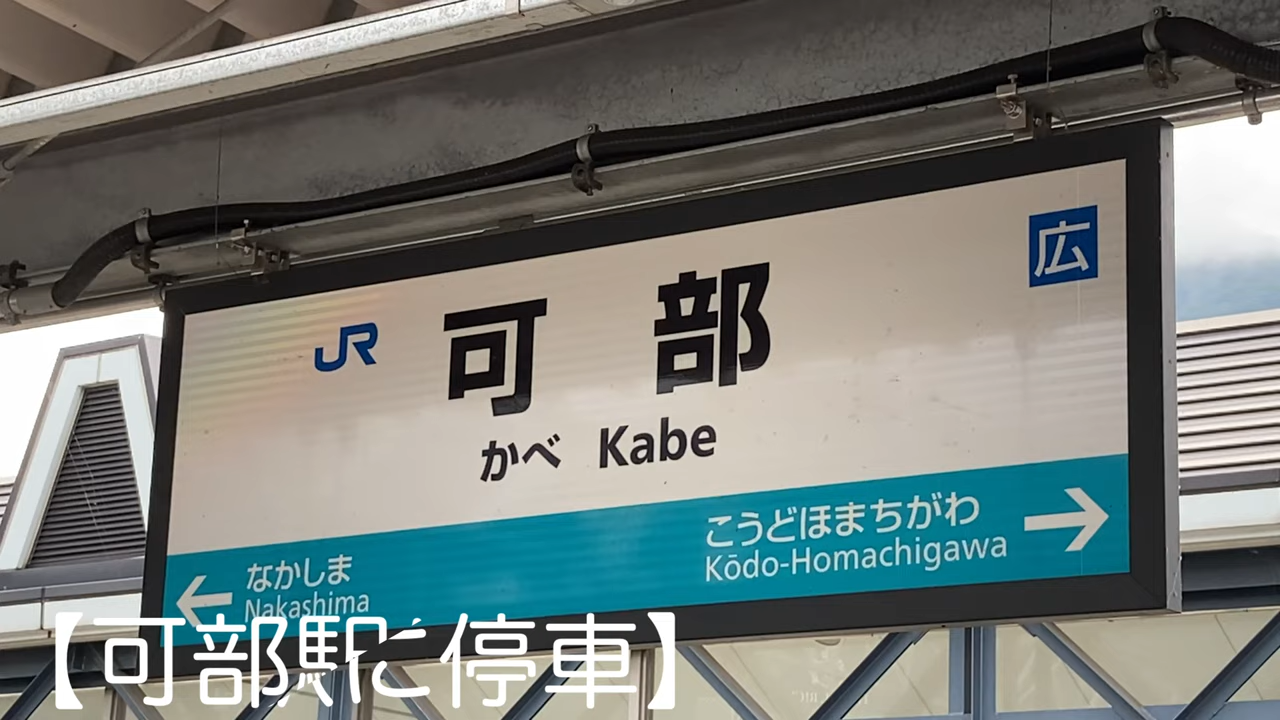 広
JR 可部
かべ Kabe
こうどほまちがわ
Kōdo-Homachigawa
なかしま
Nakashima
【可部駅に停車】